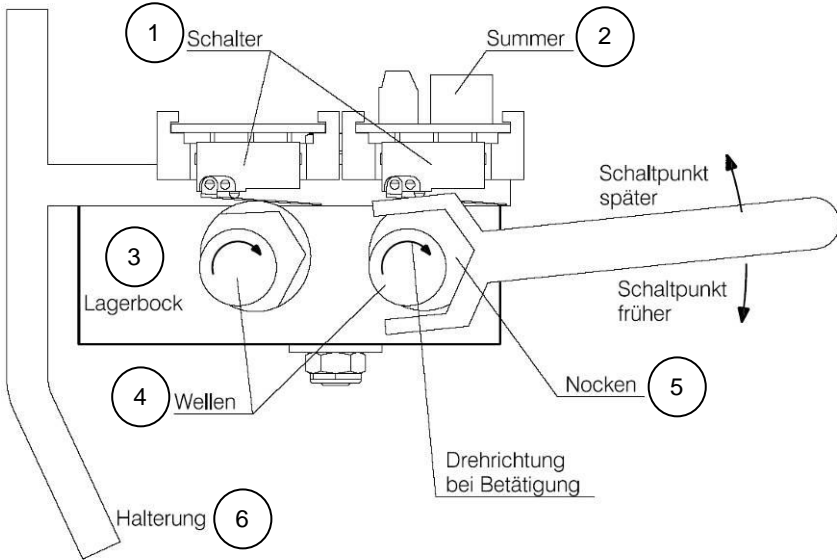 1 Schalter
Summer 2
Schaltpunkt
später
3
Lagerbock
Schaltpunkt
früher
4 Wellen
Nocken 5
Drehrichtung
bei Betätigung
Halterung 6